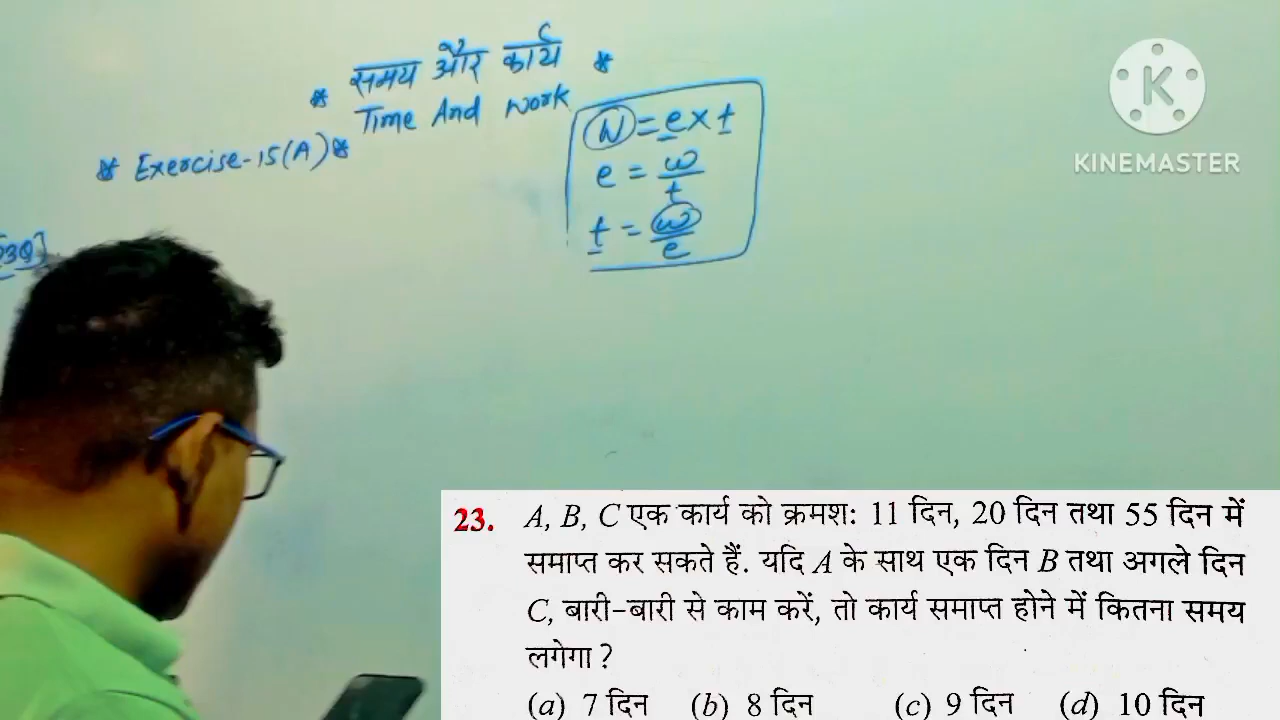 * समय और कार्य *
Time And Work
* Exercise-15(A)*
W = e x t
e = w/t
t = w/e
KINEMASTER
23. A, B, C एक कार्य को क्रमश: 11 दिन, 20 दिन तथा 55 दिन में
समाप्त कर सकते हैं. यदि A के साथ एक दिन B तथा अगले दिन
C, बारी-बारी से काम करें, तो कार्य समाप्त होने में कितना समय
लगेगा ?
(a) 7 दिन (b) 8 दिन (c) 9 दिन (d) 10 दिन